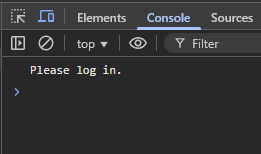 Elements Console Sources
top Filter
Please log in.